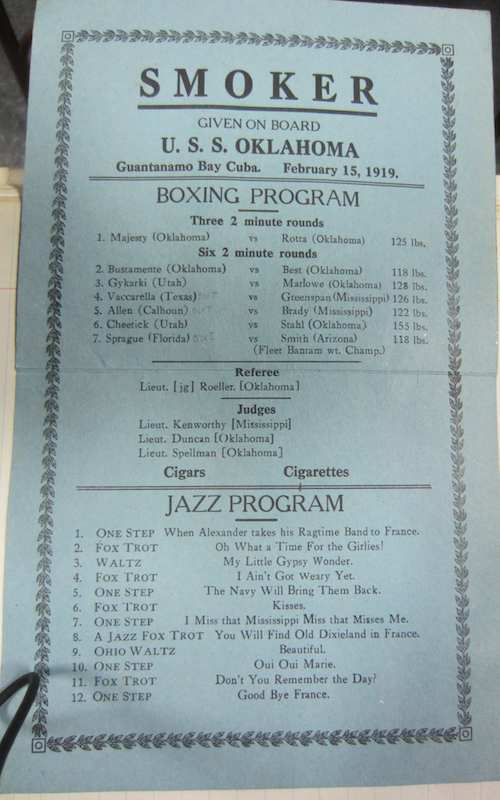 SMOKER
GIVEN ON BOARD
U. S. S. OKLAHOMA
Guantanamo Bay Cuba. February 15, 1919.
BOXING PROGRAM
Three 2 minute rounds
1. Majesty (Oklahoma) vs Rotta (Oklahoma) 125 lbs.
Six 2 minute rounds
2. Bustamente (Oklahoma) vs Best (Oklahoma) 118 lbs.
3. Gykarki (Utah) vs Marlowe (Oklahoma) 128 lbs.
4. Vaccarella (Texas) vs Greenspan (Mississippi) 126 lbs.
5. Allen (Calhoun) vs Brady (Mississippi) 122 lbs.
6. Cheetick (Utah) vs Stahl (Oklahoma) 155 lbs.
7. Sprague (Florida) vs Smith (Arizona) 118 lbs.
(Fleet Bantam wt. Champ.)
Referee
Lieut. [jg] Roeller. [Oklahoma]
Judges
Lieut. Kenworthy [Mississippi]
Lieut. Duncan [Oklahoma]
Lieut. Spellman [Oklahoma]
Cigars Cigarettes
JAZZ PROGRAM
1. ONE STEP When Alexander takes his Ragtime Band to France.
2. FOX TROT Oh What a Time For the Girlies!
3. WALTZ My Little Gypsy Wonder.
4. FOX TROT I Ain't Got Weary Yet.
5. ONE STEP The Navy Will Bring Them Back.
6. FOX TROT Kisses.
7. ONE STEP I Miss that Mississippi Miss that Misses Me.
8. A JAZZ FOX TROT You Will Find Old Dixieland in France.
9. OHIO WALTZ Beautiful.
10. ONE STEP Oui Oui Marie.
11. FOX TROT Don't You Remember the Day?
12. ONE STEP Good Bye France.